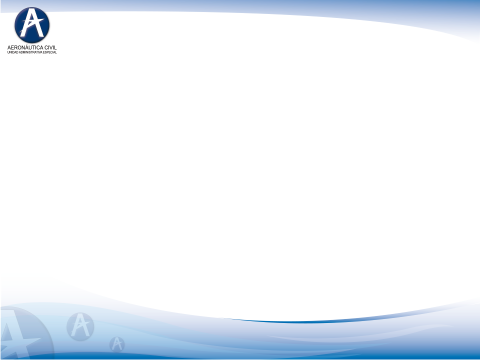 AERONÁUTICA CIVIL
UNIDAD ADMINISTRATIVA ESPECIAL